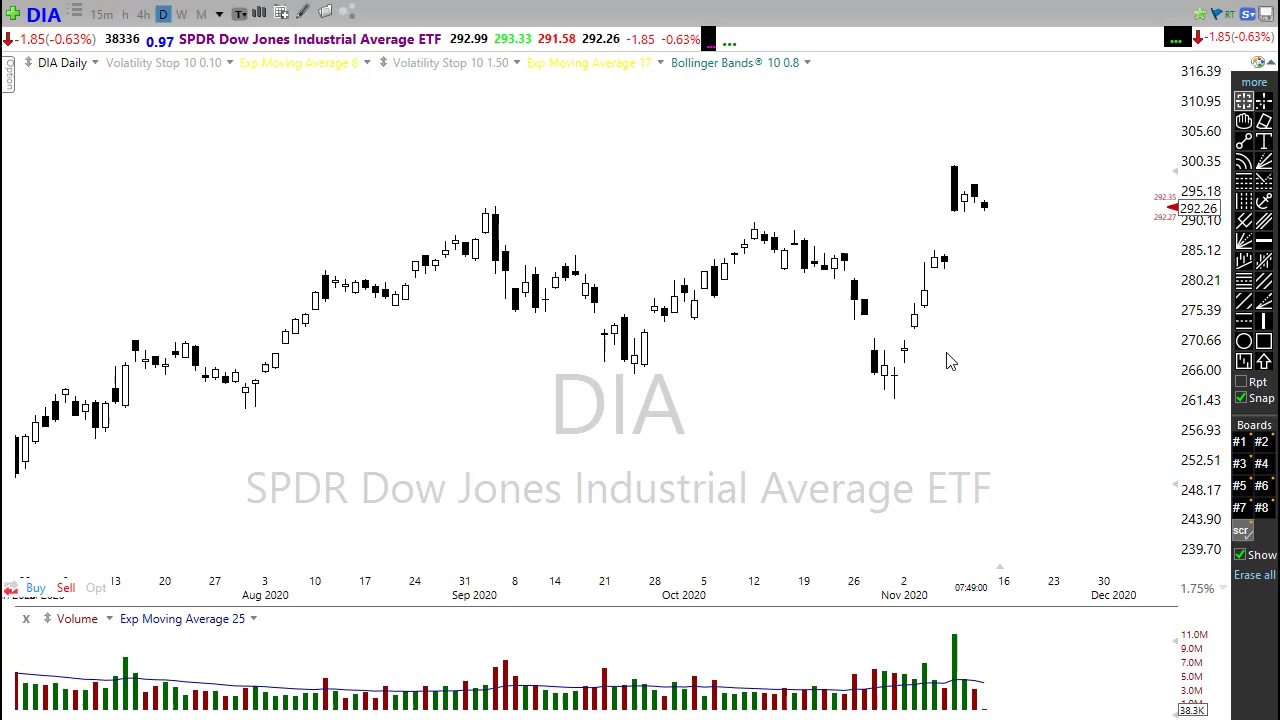 DIA 15m h 4h D W M T RT S
-1.85(-0.63%) 38336 0.97 SPDR Dow Jones Industrial Average ETF 292.99 293.33 291.58 292.26 -1.85 -0.63% ... ... -1.85(-0.63%)
Option
DIA Daily Volatility Stop 10 0.10 Exp Moving Average 8 Volatility Stop 10 1.50 Exp Moving Average 17 Bollinger Bands® 10 0.8
316.39
310.95
305.60
300.35
295.18
292.35
292.26
292.27
290.10
285.12
280.21
275.39
270.66
266.00
261.43
256.93
252.51
248.17
243.90
239.70
1.75%
DIA
SPDR Dow Jones Industrial Average ETF
more
T
Rpt
Snap
Boards
#1 #2
#3 #4
#5 #6
#7 #8
scr
Show
Erase all
13 20 27 3 10 17 24 31 8 14 21 28 5 12 19 26 2 07:49:00 16 23 30
Aug 2020 Sep 2020 Oct 2020 Nov 2020 Dec 2020
Buy Sell Opt
x Volume Exp Moving Average 25
11.0M
9.0M
7.0M
5.0M
3.0M
38.3K